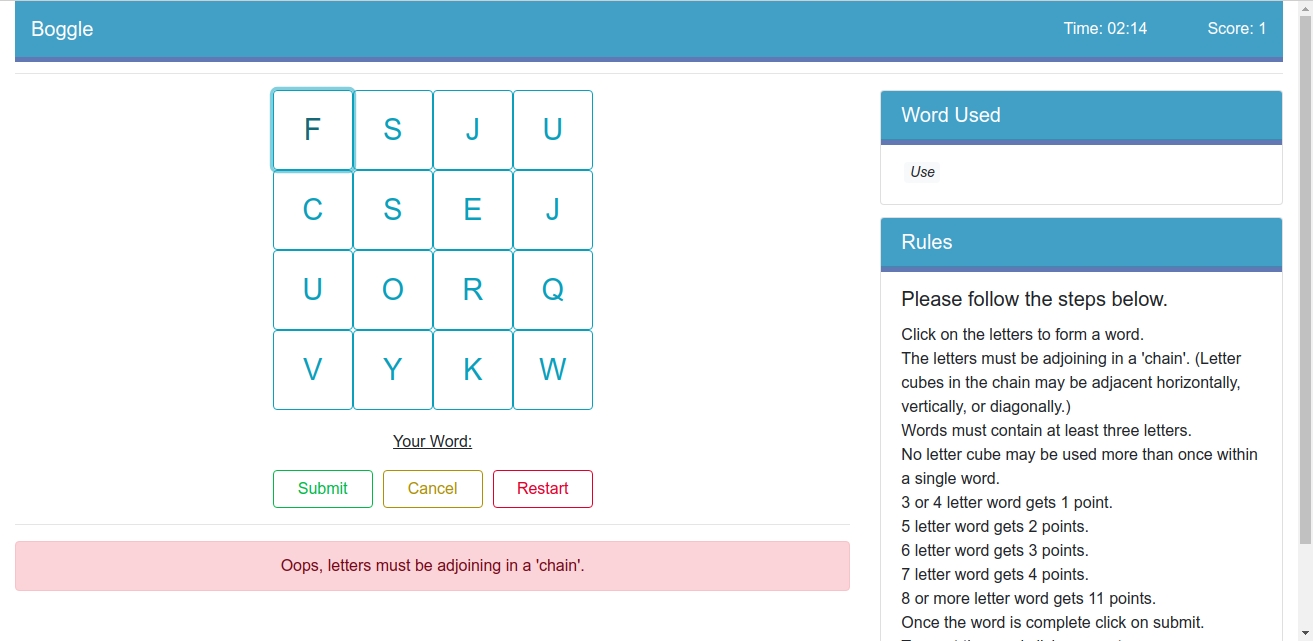 Boggle
Time: 02:14
Score: 1
F S J U
C S E J
U O R Q
V Y K W
Your Word:
Submit
Cancel
Restart
Oops, letters must be adjoining in a 'chain'.
Word Used
Use
Rules
Please follow the steps below.
Click on the letters to form a word.
The letters must be adjoining in a 'chain'. (Letter
cubes in the chain may be adjacent horizontally,
vertically, or diagonally.)
Words must contain at least three letters.
No letter cube may be used more than once within
a single word.
3 or 4 letter word gets 1 point.
5 letter word gets 2 points.
6 letter word gets 3 points.
7 letter word gets 4 points.
8 or more letter word gets 11 points.
Once the word is complete click on submit.